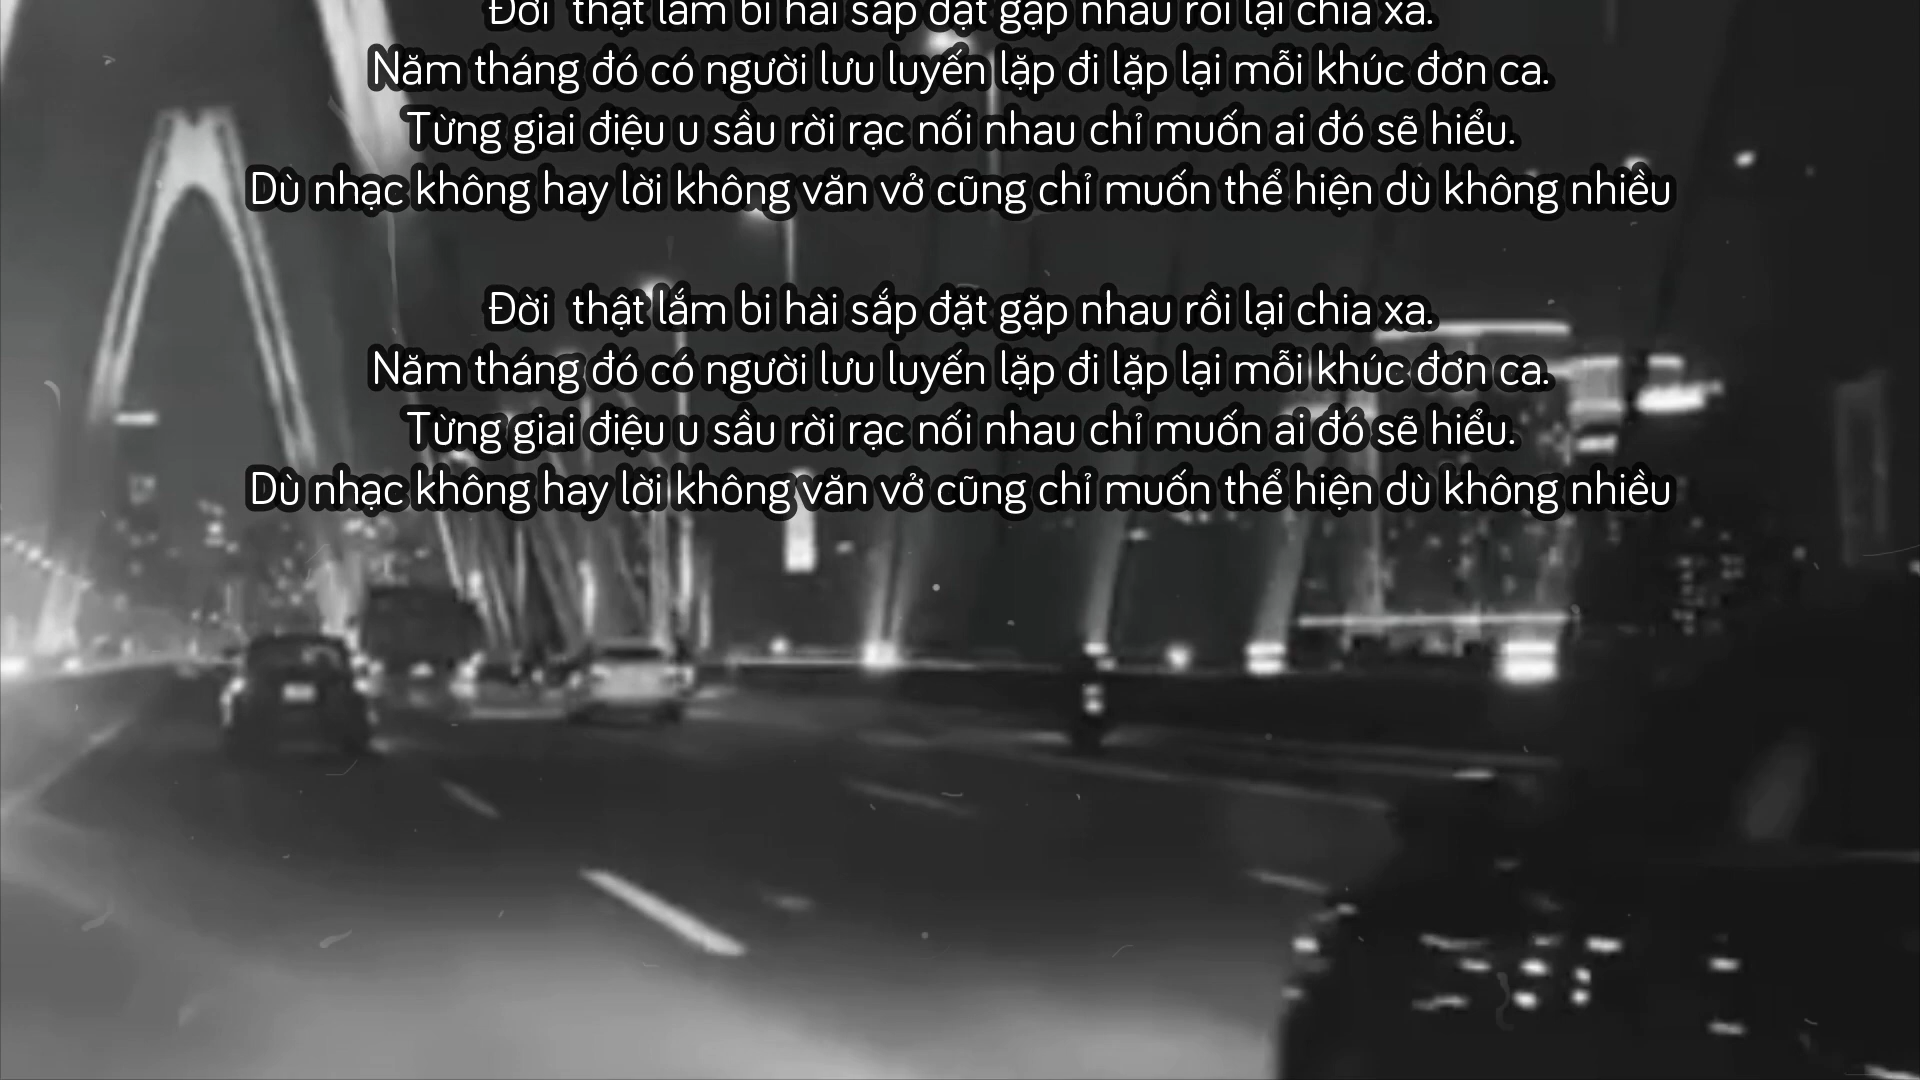 Đời  thật lắm bi hài sắp đặt gặp nhau rồi lại chia xa.
Năm tháng đó có người lưu luyến lặp đi lặp lại mỗi khúc đơn ca.
Từng giai điệu u sầu rời rạc nối nhau chỉ muốn ai đó sẽ hiểu.
Dù nhạc không hay lời không văn vở cũng chỉ muốn thể hiện dù không nhiều
Đời  thật lắm bi hài sắp đặt gặp nhau rồi lại chia xa.
Năm tháng đó có người lưu luyến lặp đi lặp lại mỗi khúc đơn ca.
Từng giai điệu u sầu rời rạc nối nhau chỉ muốn ai đó sẽ hiểu.
Dù nhạc không hay lời không văn vở cũng chỉ muốn thể hiện dù không nhiều